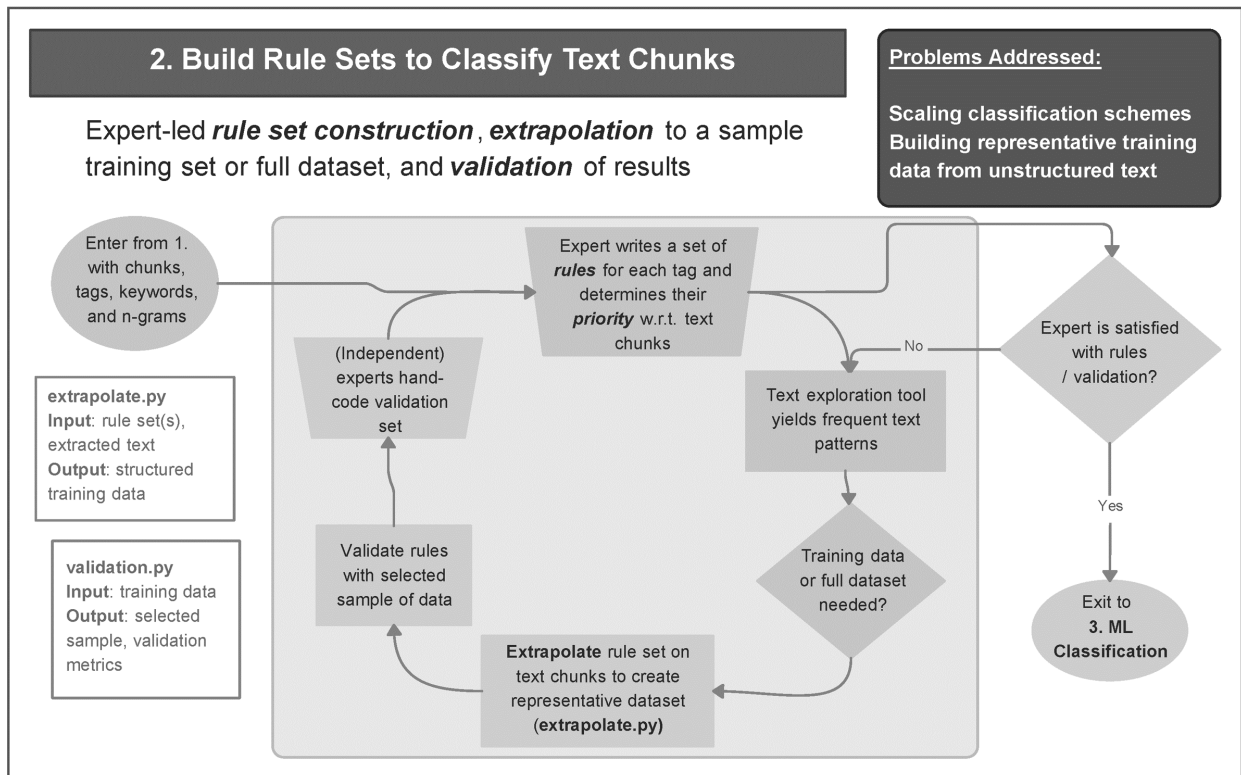 2. Build Rule Sets to Classify Text Chunks
Problems Addressed:
Scaling classification schemes
Building representative training
data from unstructured text
Expert-led rule set construction, extrapolation to a sample
training set or full dataset, and validation of results
Enter from 1.
with chunks,
tags, keywords,
and n-grams
Expert writes a set of
rules for each tag and
determines their
priority w.r.t. text
chunks
Expert is satisfied
with rules
/ validation?
No
(Independent)
experts hand-
code validation
set
Text exploration tool
yields frequent text
patterns
extrapolate.py
Input: rule set(s),
extracted text
Output: structured
training data
Yes
Validate rules
with selected
sample of data
Training data
or full dataset
needed?
validation.py
Input: training data
Output: selected
sample, validation
metrics
Exit to
3. ML
Classification
Extrapolate rule set on
text chunks to create
representative dataset
(extrapolate.py)